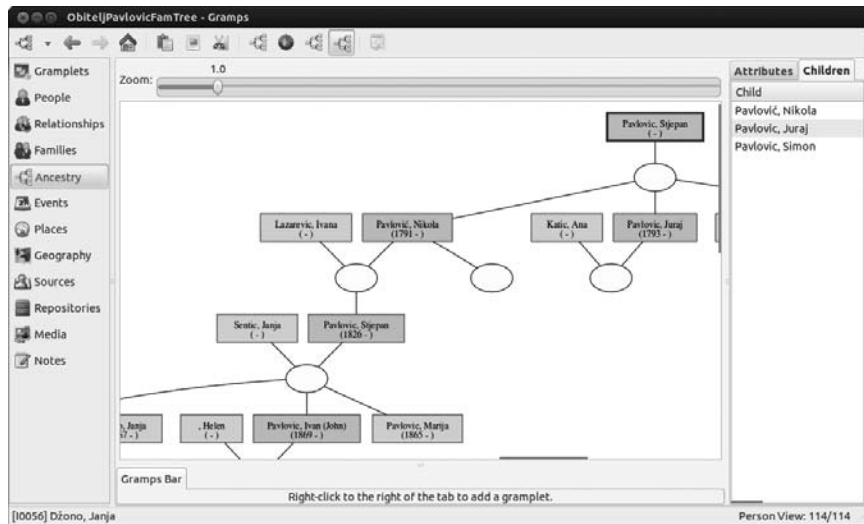 ObiteljPavlovicFamTree - Gramps
Gramplets
People
Relationships
Families
Ancestry
Events
Places
Geography
Sources
Repositories
Media
Notes
Zoom:
1.0
Pavlovic, Stjepan
( - )
Lazarevic, Ivana
( - )
Pavlović, Nikola
(1791 - )
Katic, Ana
( - )
Pavlovic, Juraj
(1793 - )
Sentic, Janja
( - )
Pavlovic, Stjepan
(1826 - )
, Janja
7 - )
, Helen
( - )
Pavlovic, Ivan (John)
(1869 - )
Pavlovic, Marija
(1865 - )
Gramps Bar
Right-click to the right of the tab to add a gramplet.
Attributes
Children
Child
Pavlović, Nikola
Pavlovic, Juraj
Pavlovic, Simon
[I0056] Džono, Janja
Person View: 114/114